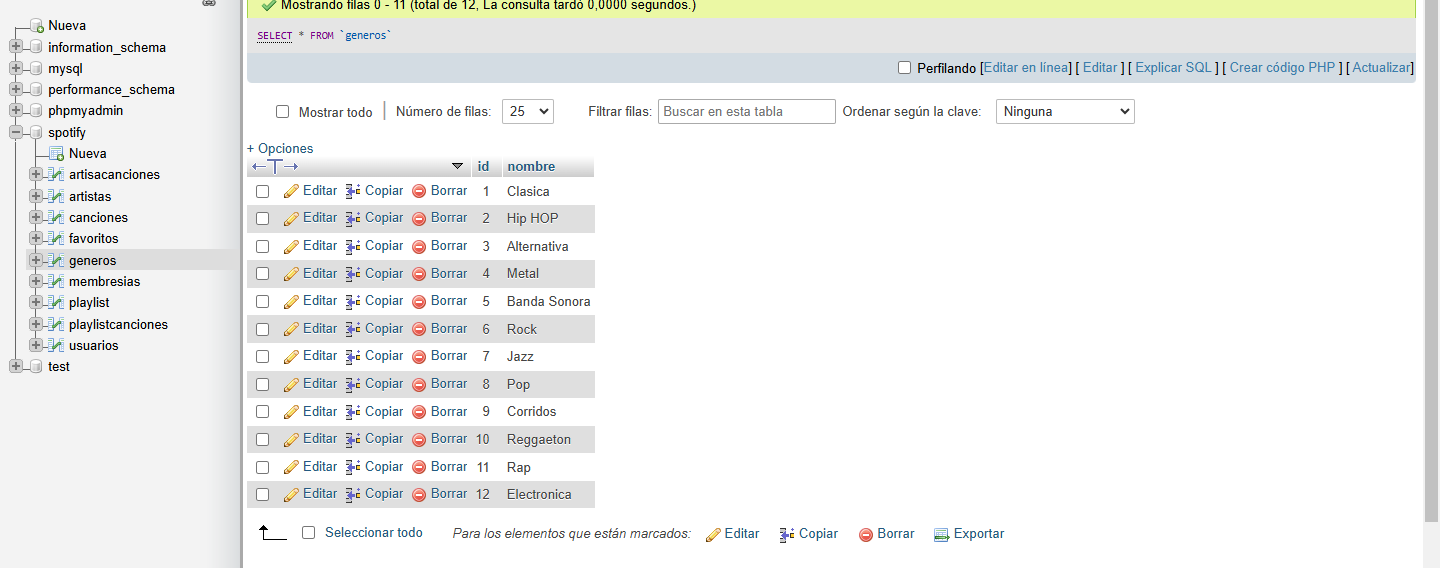 Nueva
information_schema
mysql
performance_schema
phpmyadmin
spotify
Nueva
artisacanciones
artistas
canciones
favoritos
generos
membresias
playlist
playlistcanciones
usuarios
test
Mostrando filas 0 - 11 (total de 12, La consulta tardó 0,0000 segundos.)
SELECT * FROM `generos`
Perfilando [Editar en línea] [ Editar ] [ Explicar SQL ] [ Crear código PHP ] [ Actualizar]
Mostrar todo | Número de filas: 25 Filtrar filas: Buscar en esta tabla Ordenar según la clave: Ninguna
+ Opciones
←T→ id nombre
Editar Copiar Borrar 1 Clasica
Editar Copiar Borrar 2 Hip HOP
Editar Copiar Borrar 3 Alternativa
Editar Copiar Borrar 4 Metal
Editar Copiar Borrar 5 Banda Sonora
Editar Copiar Borrar 6 Rock
Editar Copiar Borrar 7 Jazz
Editar Copiar Borrar 8 Pop
Editar Copiar Borrar 9 Corridos
Editar Copiar Borrar 10 Reggaeton
Editar Copiar Borrar 11 Rap
Editar Copiar Borrar 12 Electronica
Seleccionar todo Para los elementos que están marcados: Editar Copiar Borrar Exportar